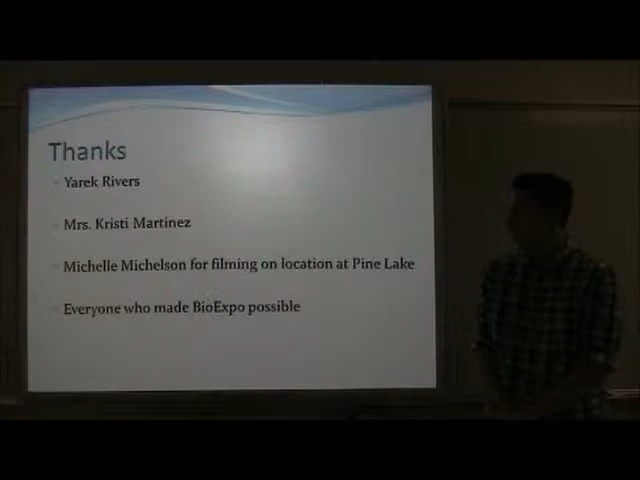 Thanks
Yarek Rivers
Mrs. Kristi Martinez
Michelle Michelson for filming on location at Pine Lake
Everyone who made BioExpo possible